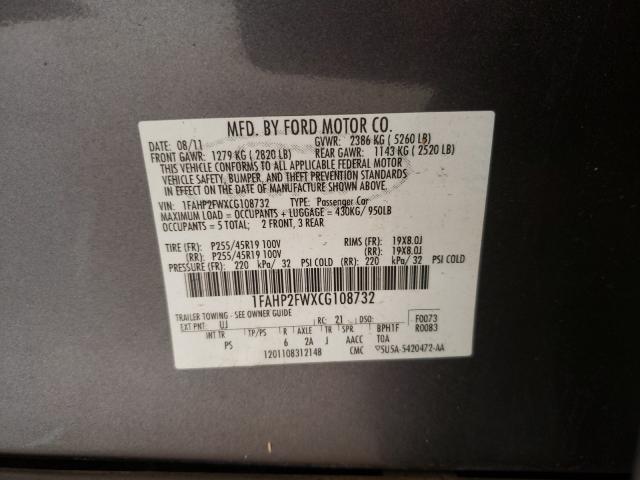 MFD. BY FORD MOTOR CO.
DATE: 08/11 GVWR: 2386 KG ( 5260 LB)
FRONT GAWR: 1279 KG ( 2820 LB) REAR GAWR: 1143 KG ( 2520 LB)
THIS VEHICLE CONFORMS TO ALL APPLICABLE FEDERAL MOTOR
VEHICLE SAFETY, BUMPER, AND THEFT PREVENTION STANDARDS
IN EFFECT ON THE DATE OF MANUFACTURE SHOWN ABOVE.
VIN: 1FAHP2FWXCG108732 TYPE: Passenger Car
MAXIMUM LOAD = OCCUPANTS + LUGGAGE = 430KG/ 950LB
OCCUPANTS = 5 TOTAL; 2 FRONT, 3 REAR
TIRE (FR): P255/45R19 100V RIMS (FR): 19X8.0J
(RR): P255/45R19 100V (RR): 19X8.0J
PRESSURE (FR): 220 kPa/ 32 PSI COLD (RR): 220 kPa/ 32 PSI COLD
1FAHP2FWXCG108732
TRAILER TOWING - SEE OWNER GUIDE
EXT PNT: UJ RC: 21 DSO: F0073
INT TR TP/PS R AXLE TR SPR BPH1F R0083
PS 6 2A J AACC TOA
1201108312148 CMC ▽5U5A-5420472-AA